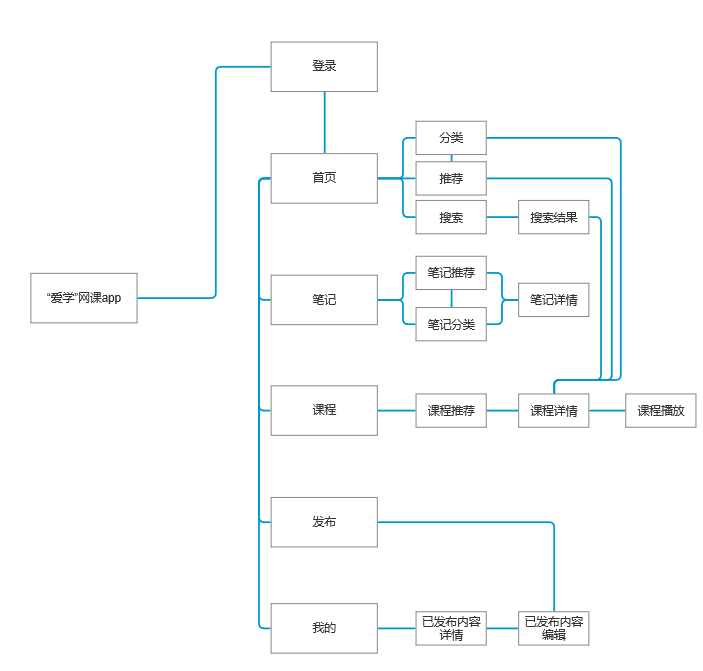 登录
分类
首页
推荐
搜索
搜索结果
笔记推荐
“爱学”网课app
笔记
笔记详情
笔记分类
课程
课程推荐
课程详情
课程播放
发布
我的
已发布内容
详情
已发布内容
编辑